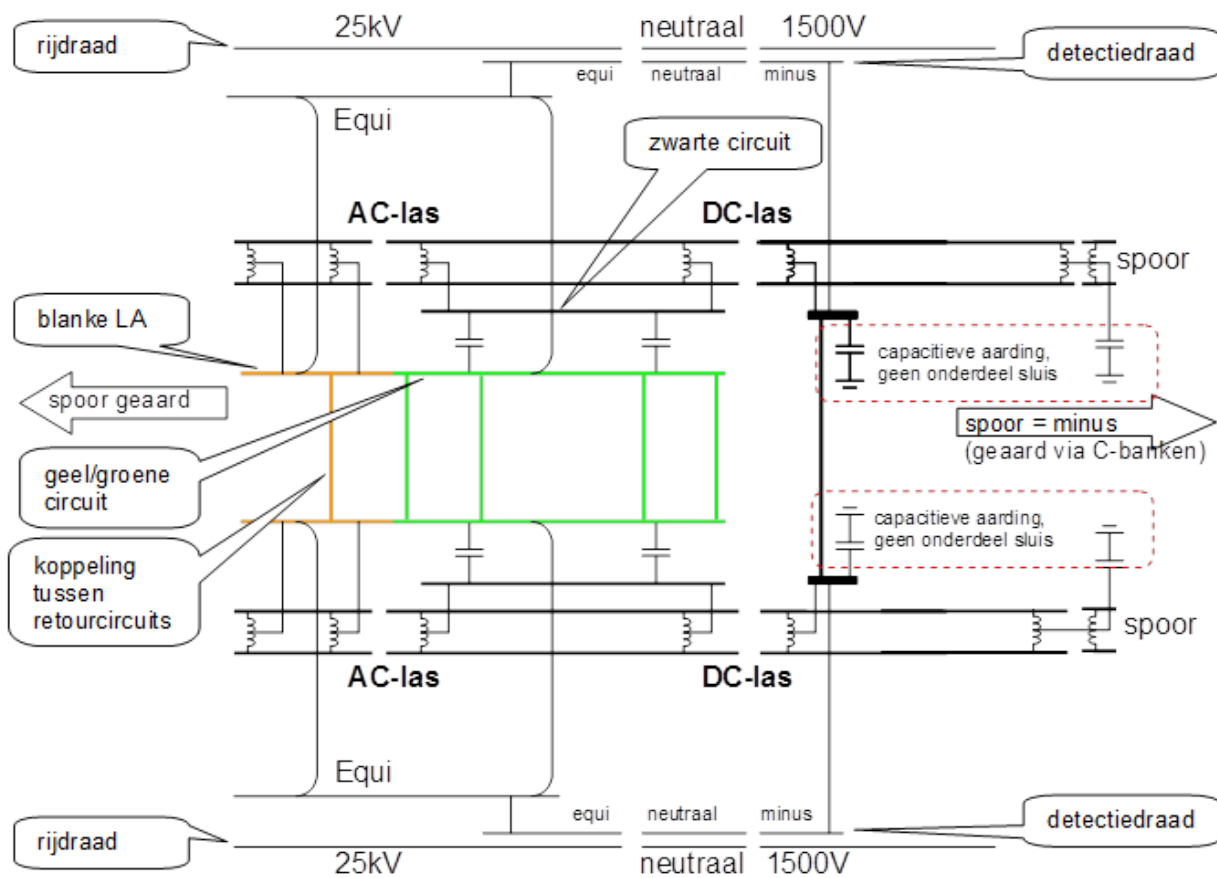 25kV
neutraal
1500V
rijdraad
detectiedraad
equi
neutraal
minus
Equi
zwarte circuit
AC-las
DC-las
spoor
blanke LA
capacitieve aarding,
geen onderdeel sluis
spoor geaard
spoor = minus
(geaard via C-banken)
geel/groene
circuit
capacitieve aarding,
geen onderdeel sluis
koppeling
tussen
retourcircuits
spoor
AC-las
DC-las
Equi
equi
neutraal
minus
detectiedraad
rijdraad
25kV
neutraal
1500V